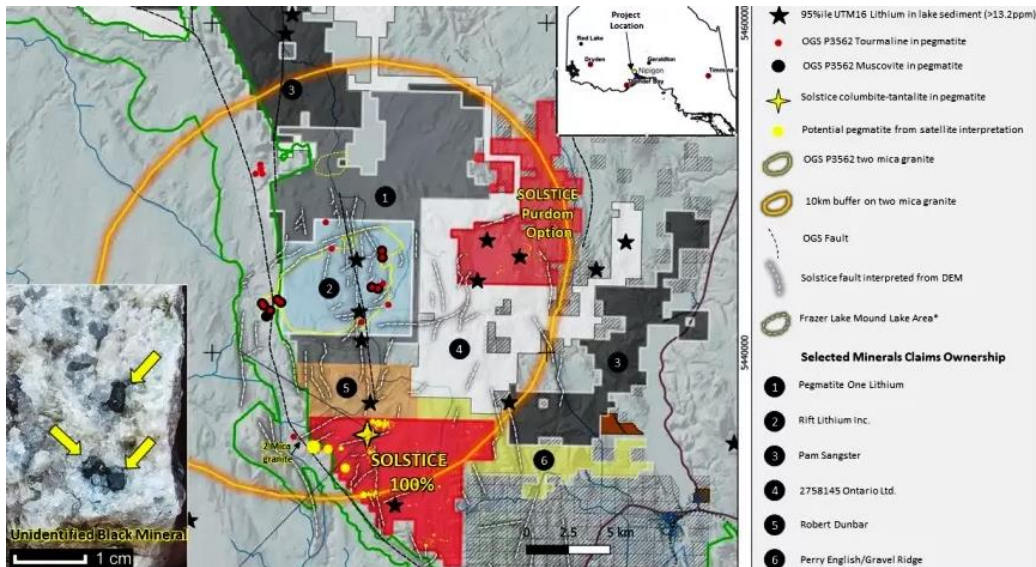 5460000
5440000
Project
Location
Red Lake
Dryden
Geraldton
Nipigon
Thunder Bay
Timmins
3
1
SOLSTICE
Purdom
Option
2
4
3
5
2 Mica
granite
SOLSTICE
100%
6
0 2.5 5 km
Unidentified Black Mineral
1 cm
95%ile UTM16 Lithium in lake sediment (>13.2ppm)
OGS P3562 Tourmaline in pegmatite
OGS P3562 Muscovite in pegmatite
Solstice columbite-tantalite in pegmatite
Potential pegmatite from satellite interpretation
OGS P3562 two mica granite
10km buffer on two mica granite
OGS Fault
Solstice fault interpreted from DEM
Frazer Lake Mound Lake Area*
Selected Minerals Claims Ownership
1 Pegmatite One Lithium
2 Rift Lithium Inc.
3 Pam Sangster
4 2758145 Ontario Ltd.
5 Robert Dunbar
6 Perry English/Gravel Ridge